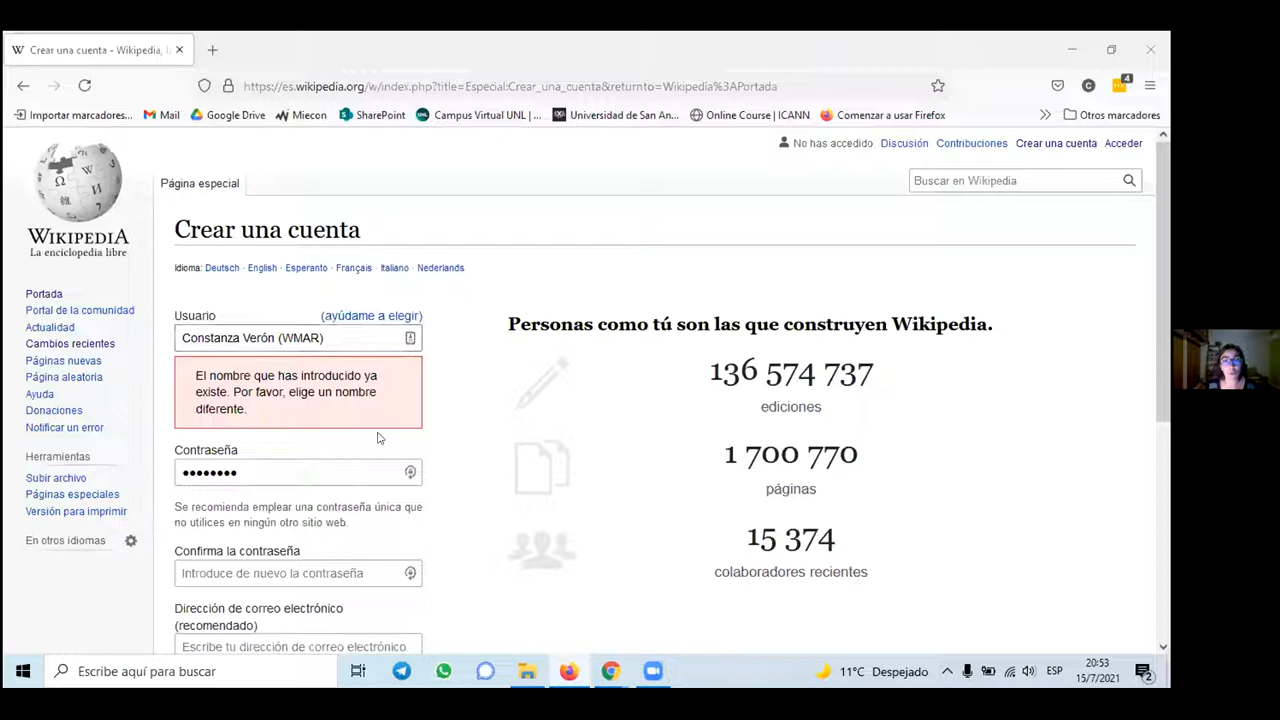 Crear una cuenta - Wikipedia, l
https://es.wikipedia.org/w/index.php?title=Especial:Crear_una_cuenta&returnto=Wikipedia%3APortada
4
Importar marcadores... Mail Google Drive Miecon SharePoint Campus Virtual UNL | ... Universidad de San An... Online Course | ICANN Comenzar a usar Firefox Otros marcadores
No has accedido Discusión Contribuciones Crear una cuenta Acceder
Página especial
Buscar en Wikipedia
WIKIPEDIA
La enciclopedia libre
Portada
Portal de la comunidad
Actualidad
Cambios recientes
Páginas nuevas
Página aleatoria
Ayuda
Donaciones
Notificar un error
Herramientas
Subir archivo
Páginas especiales
Versión para imprimir
En otros idiomas
Crear una cuenta
Idioma: Deutsch · English · Esperanto · Français · Italiano · Nederlands
Usuario (ayúdame a elegir)
Constanza Verón (WMAR)
El nombre que has introducido ya
existe. Por favor, elige un nombre
diferente.
Contraseña
••••••••
Se recomienda emplear una contraseña única que
no utilices en ningún otro sitio web.
Confirma la contraseña
Introduce de nuevo la contraseña
Dirección de correo electrónico
(recomendado)
Escribe tu dirección de correo electrónico
Personas como tú son las que construyen Wikipedia.
136 574 737
ediciones
1 700 770
páginas
15 374
colaboradores recientes
Escribe aquí para buscar
11°C Despejado
ESP
20:53
15/7/2021
2